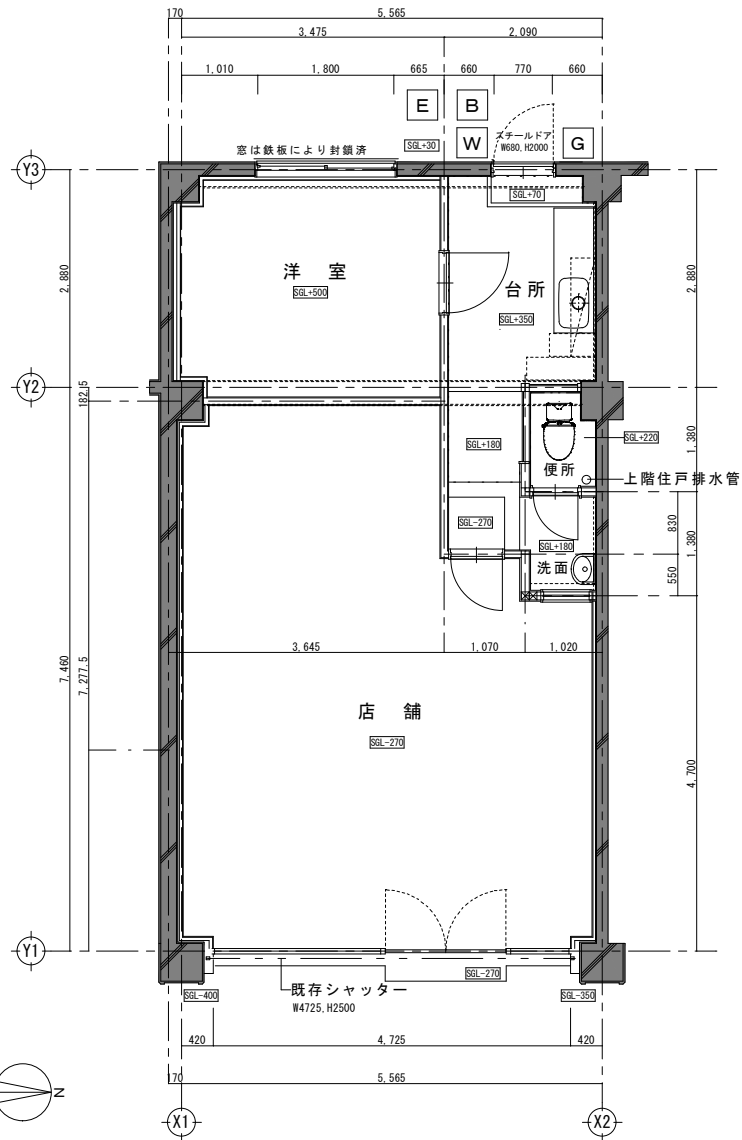 170
5,565
3,475
2,090
1,010
1,800
665
660
770
660
E
B
W
G
スチールドア
W680, H2000
窓は鉄板により封鎖済
SGL+30
Y3
SGL+70
2,880
2,880
洋 室
SGL+500
台所
SGL+350
Y2
182.5
SGL+180
SGL+220
便所
1,380
上階住戸排水管
SGL-270
SGL+180
830
1,380
洗面
550
3,645
1,070
1,020
7,460
7,277.5
店 舗
SGL-270
4,700
Y1
SGL-270
既存シャッター
W4725, H2500
SGL-400
SGL-350
420
4,725
420
170
5,565
N
X1
X2